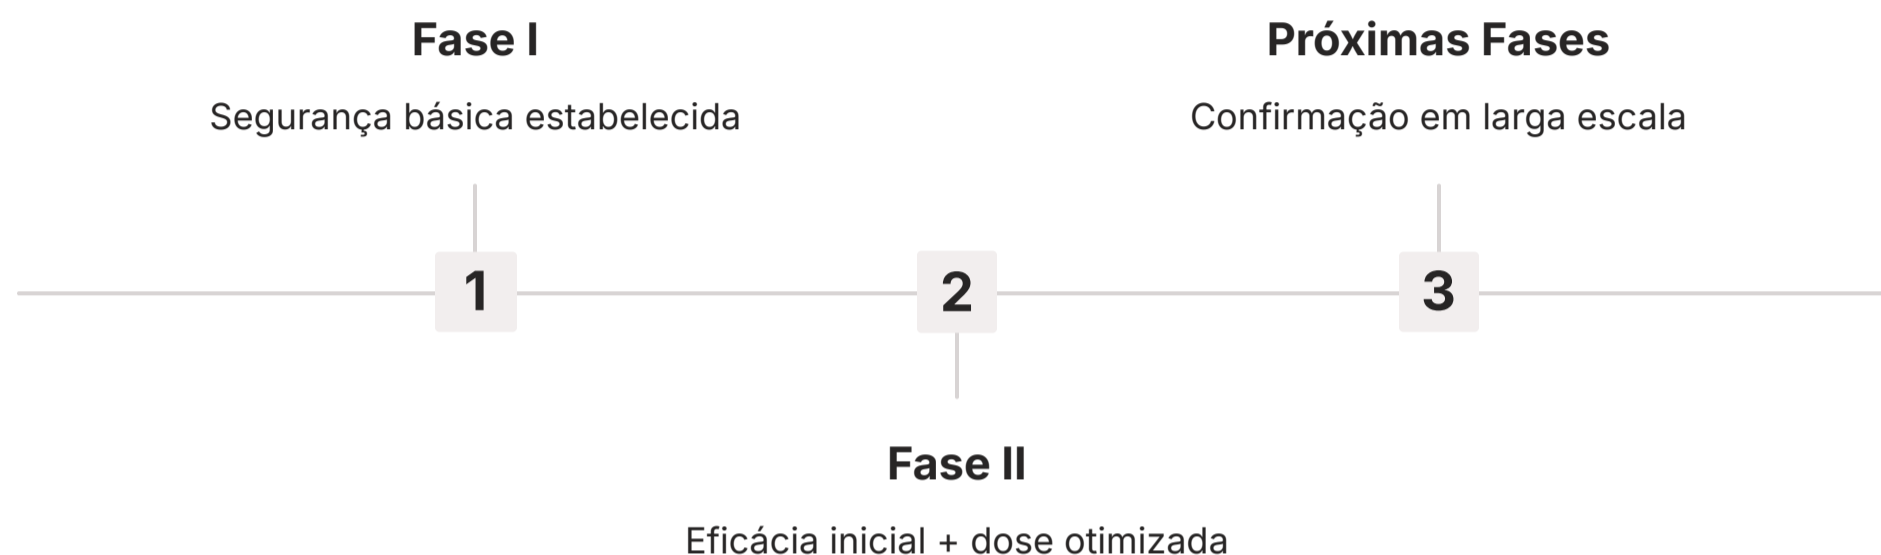 Fase I
Segurança básica estabelecida
Próximas Fases
Confirmação em larga escala
1
2
3
Fase II
Eficácia inicial + dose otimizada